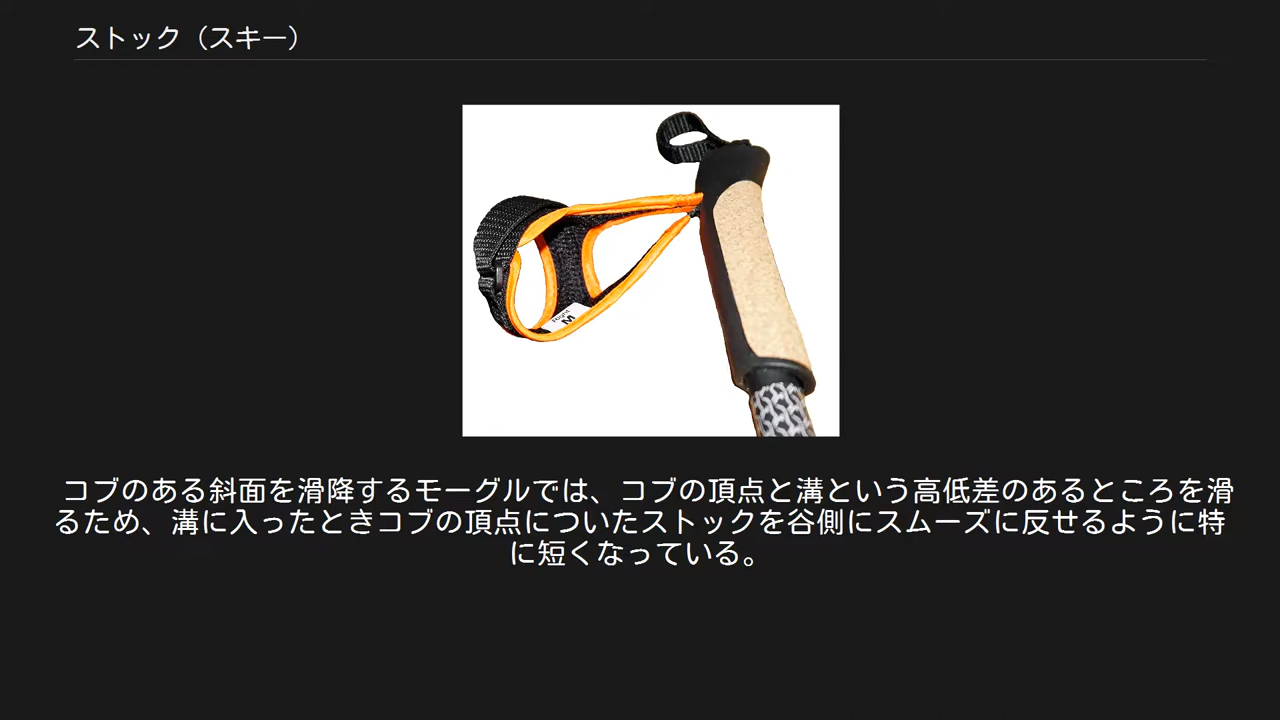 ストック（スキー）
Right
M
コブのある斜面を滑降するモーグルでは、コブの頂点と溝という高低差のあるところを滑
るため、溝に入ったときコブの頂点についたストックを谷側にスムーズに反せるように特
に短くなっている。